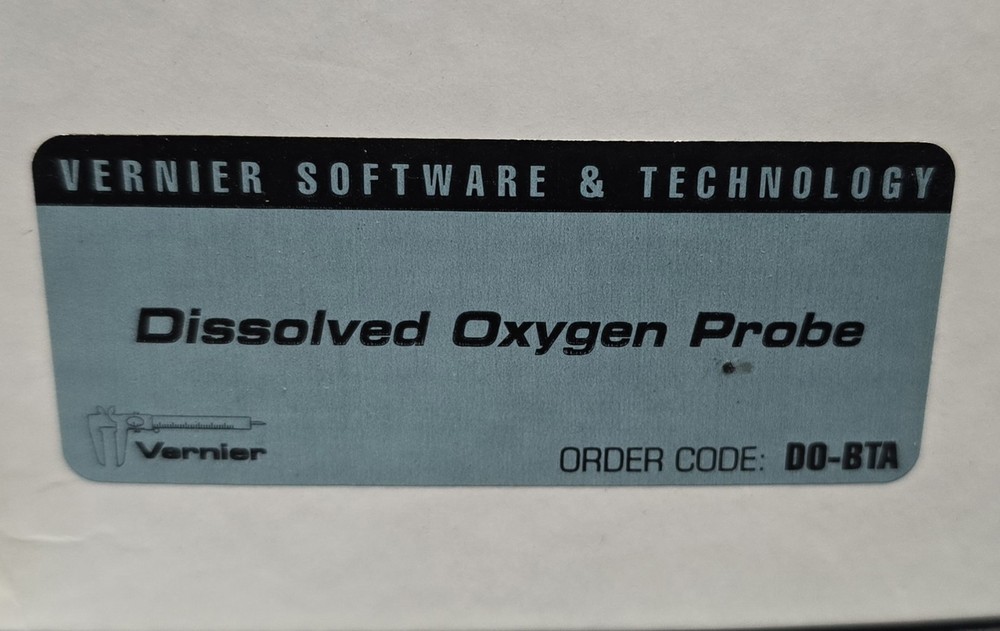 VERNIER SOFTWARE & TECHNOLOGY
Dissolved Oxygen Probe
Vernier
ORDER CODE: DO-BTA